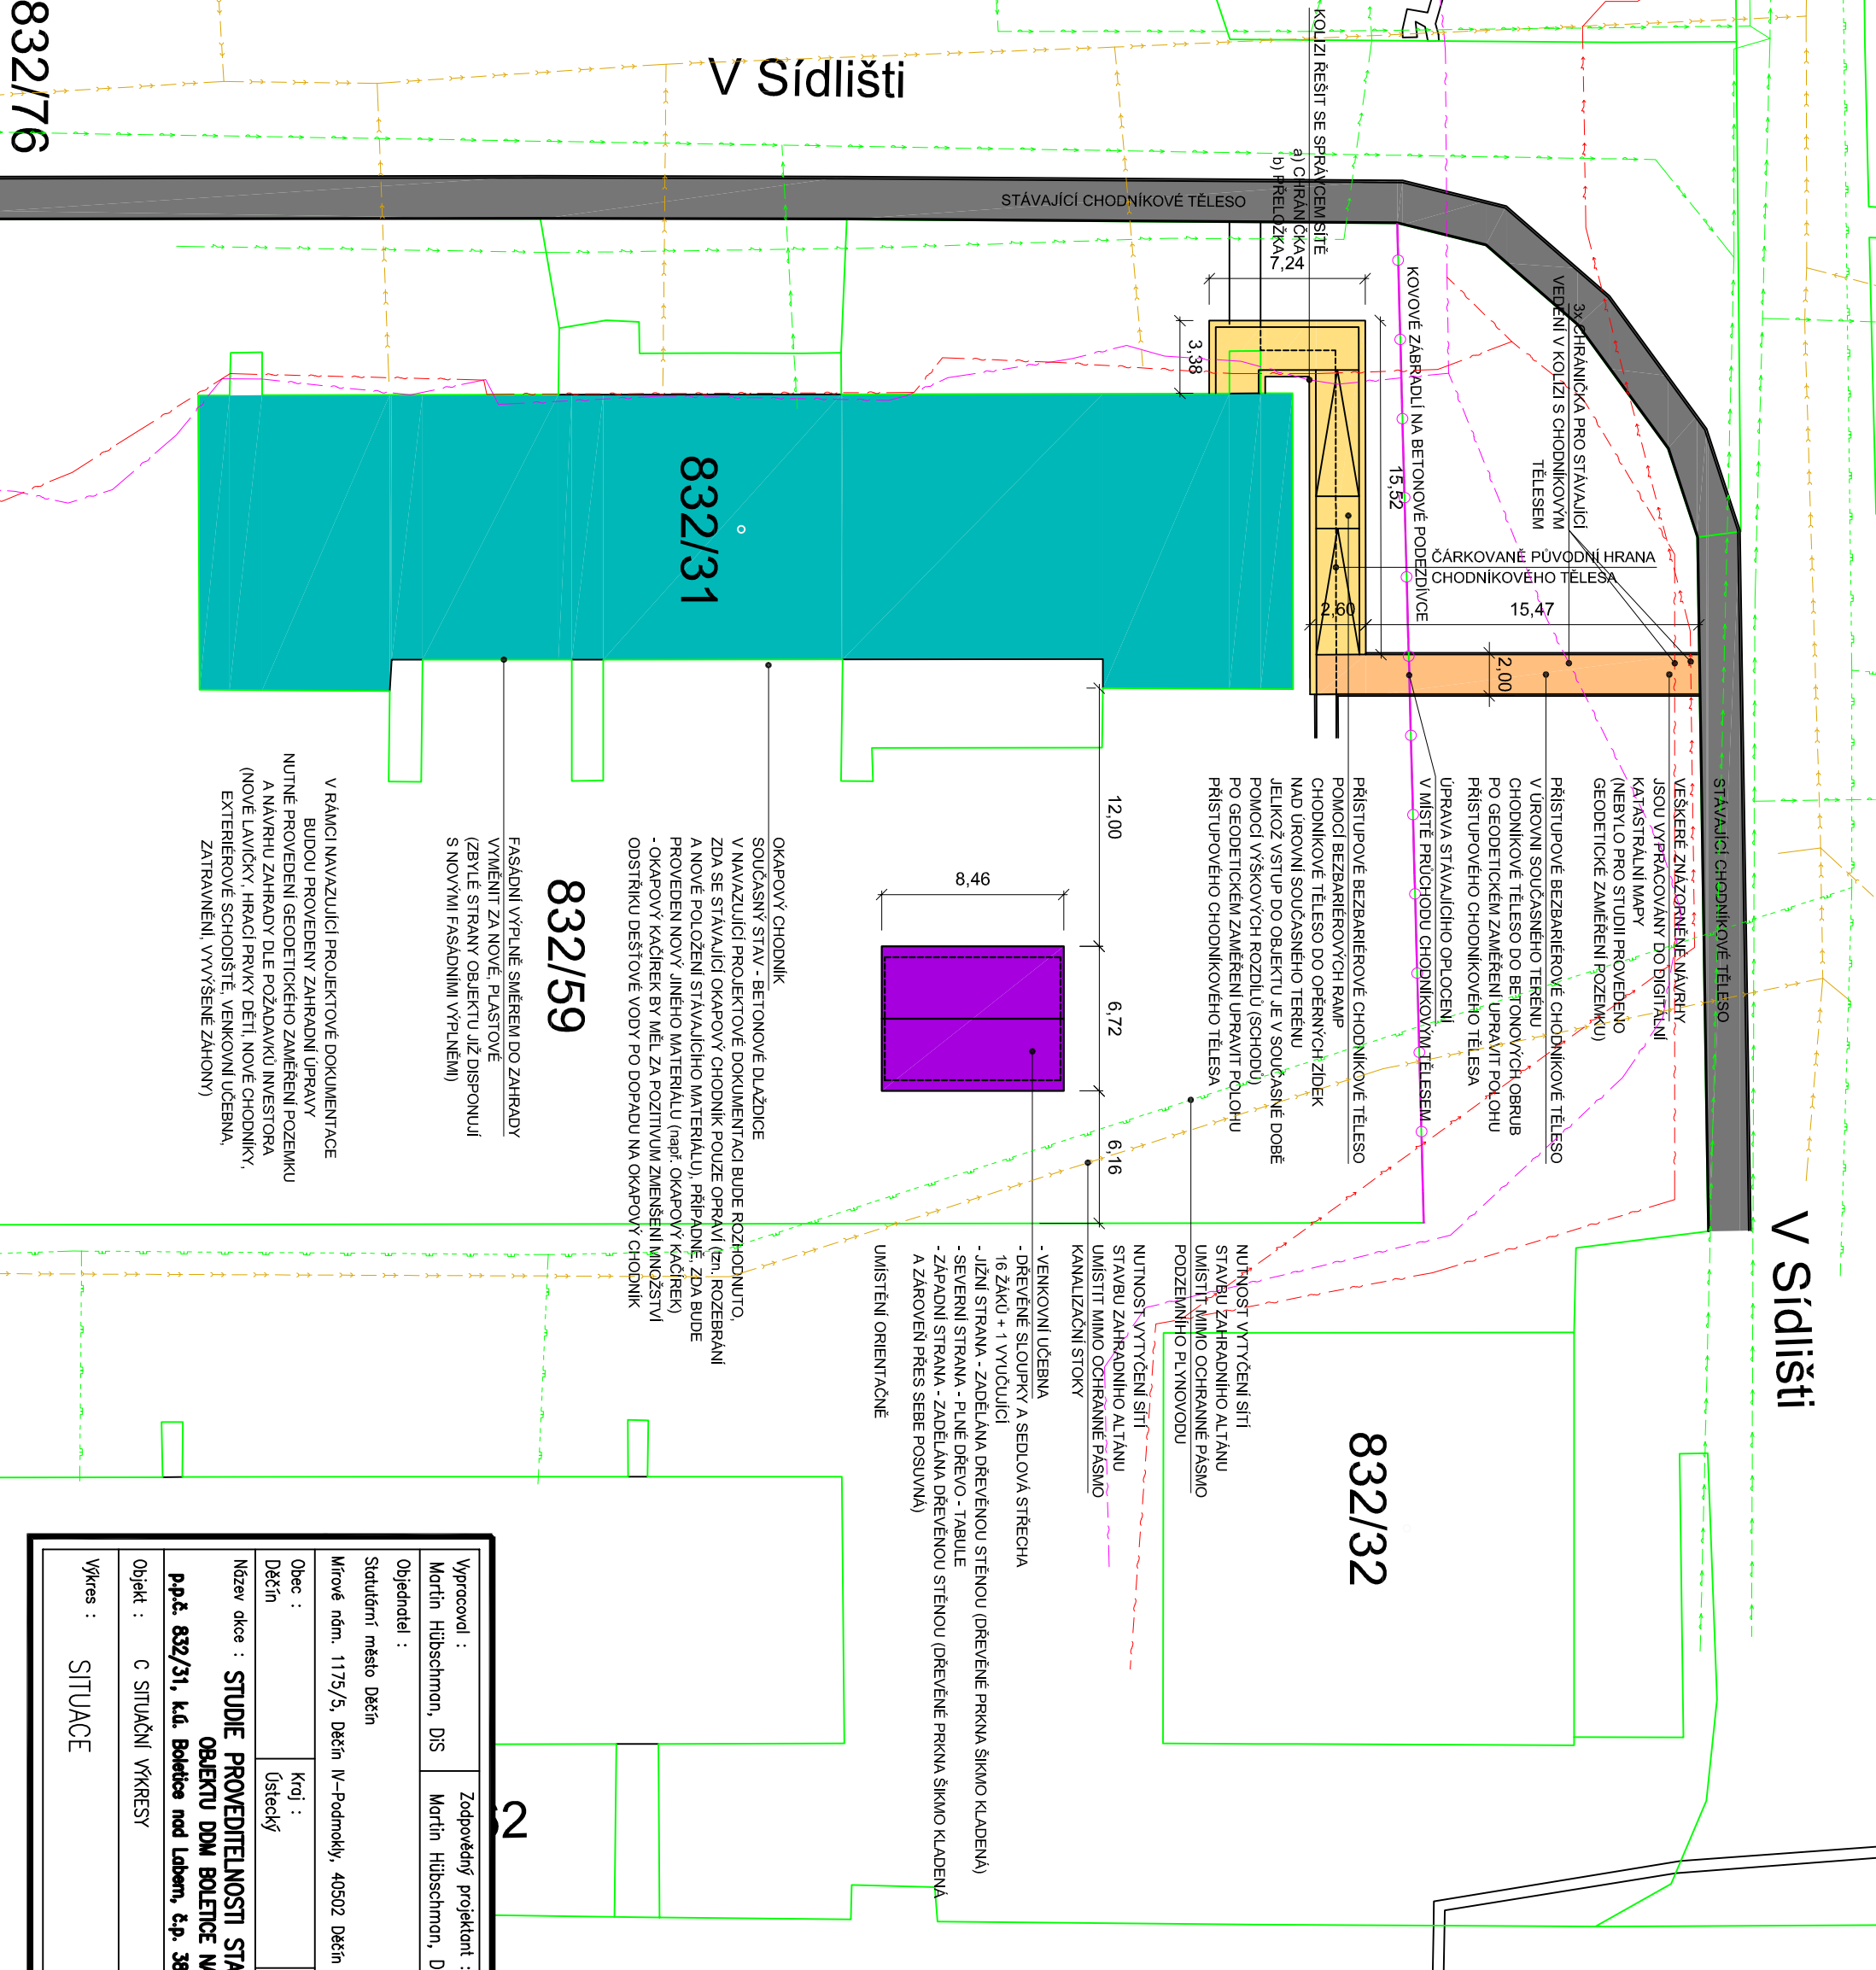 832/76
V Sídlišti
KOLIZI ŘEŠIT SE SPRÁVCEM SÍTĚ
a) CHRÁNIČKA
b) PŘELOŽKA
STÁVAJÍCÍ CHODNÍKOVÉ TĚLESO
7,24
3,38
15,52
KOVOVÉ ZÁBRADLÍ NA BETONOVÉ PODEZDÍVCE
3x CHRÁNIČKA PRO STÁVAJÍCÍ
VEDENÍ V KOLIZI S CHODNÍKOVÝM
TĚLESEM
ČÁRKOVANĚ PŮVODNÍ HRANA
CHODNÍKOVÉHO TĚLESA
2,60
15,47
2,00
832/31
STÁVAJÍCÍ CHODNÍKOVÉ TĚLESO
VEŠKERÉ ZNÁZORNĚNÉ NÁVRHY
JSOU VYPRACOVÁNY DO DIGITÁLNÍ
KATASTRÁLNÍ MAPY
(NEBYLO PRO STUDII PROVEDENO
GEODETICKÉ ZAMĚŘENÍ POZEMKU)
PŘÍSTUPOVÉ BEZBARIÉROVÉ CHODNÍKOVÉ TĚLESO
V ÚROVNI SOUČASNÉHO TERÉNU
CHODNÍKOVÉ TĚLESO DO BETONOVÝCH OBRUB
PO GEODETICKÉM ZAMĚŘENÍ UPRAVIT POLOHU
PŘÍSTUPOVÉHO CHODNÍKOVÉHO TĚLESA
ÚPRAVA STÁVAJÍCÍHO OPLOCENÍ
V MÍSTĚ PRŮCHODU CHODNÍKOVÝM TĚLESEM
PŘÍSTUPOVÉ BEZBARIÉROVÉ CHODNÍKOVÉ TĚLESO
POMOCÍ BEZBARIÉROVÝCH RAMP
CHODNÍKOVÉ TĚLESO DO OPĚRNÝCH ZÍDEK
NAD ÚROVNÍ SOUČASNÉHO TERÉNU
JELIKOŽ VSTUP DO OBJEKTU JE V SOUČASNÉ DOBĚ
POMOCÍ VÝŠKOVÝCH ROZDÍLŮ (SCHODŮ)
PO GEODETICKÉM ZAMĚŘENÍ UPRAVIT POLOHU
PŘÍSTUPOVÉHO CHODNÍKOVÉHO TĚLESA
12,00
8,46
6,72
6,16
OKAPOVÝ CHODNÍK
SOUČASNÝ STAV - BETONOVÉ DLAŽDICE
V NAVAZUJÍCÍ PROJEKTOVÉ DOKUMENTACI BUDE ROZHODNUTO,
ZDA SE STÁVAJÍCÍ OKAPOVÝ CHODNÍK POUZE OPRAVÍ (tzn. ROZEBRÁNÍ
A NOVÉ POLOŽENÍ STÁVAJÍCÍHO MATERIÁLU), PŘÍPADNĚ, ZDA BUDE
PROVEDEN NOVÝ JINÉHO MATERIÁLU (např. OKAPOVÝ KAČÍREK)
- OKAPOVÝ KAČÍREK BY MĚL ZA POZITIVUM ZMENŠENÍ MNOŽSTVÍ
ODSTŘIKU DEŠŤOVÉ VODY PO DOPADU NA OKAPOVÝ CHODNÍK
832/59
FASÁDNÍ VÝPLNĚ SMĚREM DO ZAHRADY
VYMĚNIT ZA NOVÉ, PLASTOVÉ
(ZBYLÉ STRANY OBJEKTU JIŽ DISPONUJÍ
S NOVÝMI FASÁDNÍMI VÝPLNĚMI)
V RÁMCI NAVAZUJÍCÍ PROJEKTOVÉ DOKUMENTACE
BUDOU PROVEDENY ZAHRADNÍ ÚPRAVY
NUTNÉ PROVEDENÍ GEODETICKÉHO ZAMĚŘENÍ POZEMKU
A NÁVRHU ZAHRADY DLE POŽADAVKŮ INVESTORA
(NOVÉ LAVIČKY, HRACÍ PRVKY DĚTÍ, NOVÉ CHODNÍKY,
EXTERIÉROVÉ SCHODIŠTĚ, VENKOVNÍ UČEBNA,
ZATRAVNĚNÍ, VYVÝŠENÉ ZÁHONY)
V Sídlišti
NUTNOST VYTYČENÍ SÍTÍ
STAVBU ZAHRADNÍHO ALTÁNU
UMÍSTIT MIMO OCHRANNÉ PÁSMO
PODZEMNÍHO PLYNOVODU
NUTNOST VYTYČENÍ SÍTÍ
STAVBU ZAHRADNÍHO ALTÁNU
UMÍSTIT MIMO OCHRANNÉ PÁSMO
KANALIZAČNÍ STOKY
- VENKOVNÍ UČEBNA
- DŘEVĚNÉ SLOUPKY A SEDLOVÁ STŘECHA
16 ŽÁKŮ + 1 VYUČUJÍCÍ
- JIŽNÍ STRANA - ZADĚLÁNA DŘEVĚNOU STĚNOU (DŘEVĚNÉ PRKNA ŠIKMO KLADENÁ)
- SEVERNÍ STRANA - PLNÉ DŘEVO - TABULE
- ZÁPADNÍ STRANA - ZADĚLÁNA DŘEVĚNOU STĚNOU (DŘEVĚNÉ PRKNA ŠIKMO KLADENÁ
A ZÁROVEŇ PŘES SEBE POSUVNÁ)
UMÍSTĚNÍ ORIENTAČNĚ
832/32
Vypracoval :
Martin Hübschman, DiS
Zodpovědný projektant :
Martin Hübschman, D
Objednatel :
Statutární město Děčín
Mírové nám. 1175/5, Děčín IV-Podmokly, 40502 Děčín
Obec :
Děčín
Kraj :
Ústecký
Název akce : STUDIE PROVEDITELNOSTI STA
OBJEKTU DDM BOLETICE NA
p.p.č. 832/31, k.ú. Boletice nad Labem, č.p. 38
Objekt : C SITUAČNÍ VÝKRESY
Výkres : SITUACE